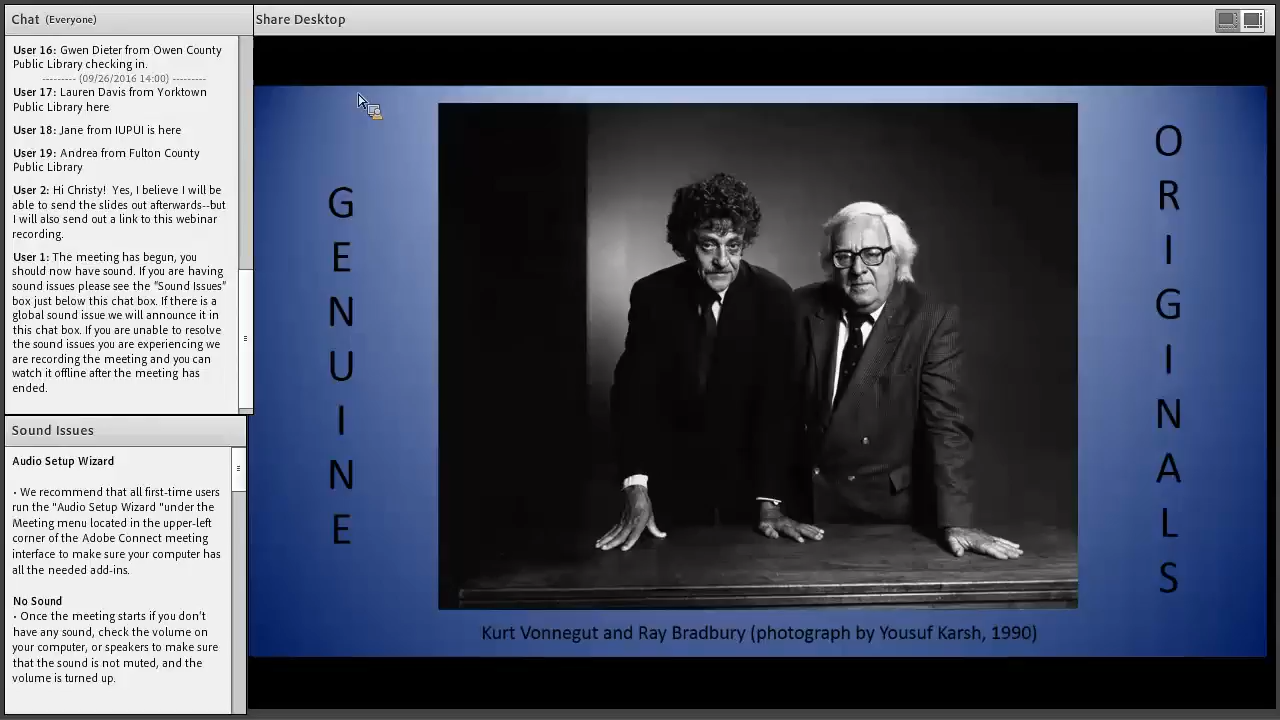 Chat (Everyone)
User 16: Gwen Dieter from Owen County
Public Library checking in.
--------- (09/26/2016 14:00) ---------
User 17: Lauren Davis from Yorktown
Public Library here
User 18: Jane from IUPUI is here
User 19: Andrea from Fulton County
Public Library
User 2: Hi Christy!  Yes, I believe I will be
able to send the slides out afterwards--but
I will also send out a link to this webinar
recording.
User 1: The meeting has begun, you
should now have sound. If you are having
sound issues please see the "Sound Issues"
box just below this chat box. If there is a
global sound issue we will announce it in
this chat box. If you are unable to resolve
the sound issues you are experiencing we
are recording the meeting and you can
watch it offline after the meeting has
ended.
Sound Issues
Audio Setup Wizard
• We recommend that all first-time users
run the "Audio Setup Wizard "under the
Meeting menu located in the upper-left
corner of the Adobe Connect meeting
interface to make sure your computer has
all the needed add-ins.
No Sound
• Once the meeting starts if you don't
have any sound, check the volume on
your computer, or speakers to make sure
that the sound is not muted, and the
volume is turned up.
Share Desktop
GENUINE
ORIGINALS
Kurt Vonnegut and Ray Bradbury (photograph by Yousuf Karsh, 1990)